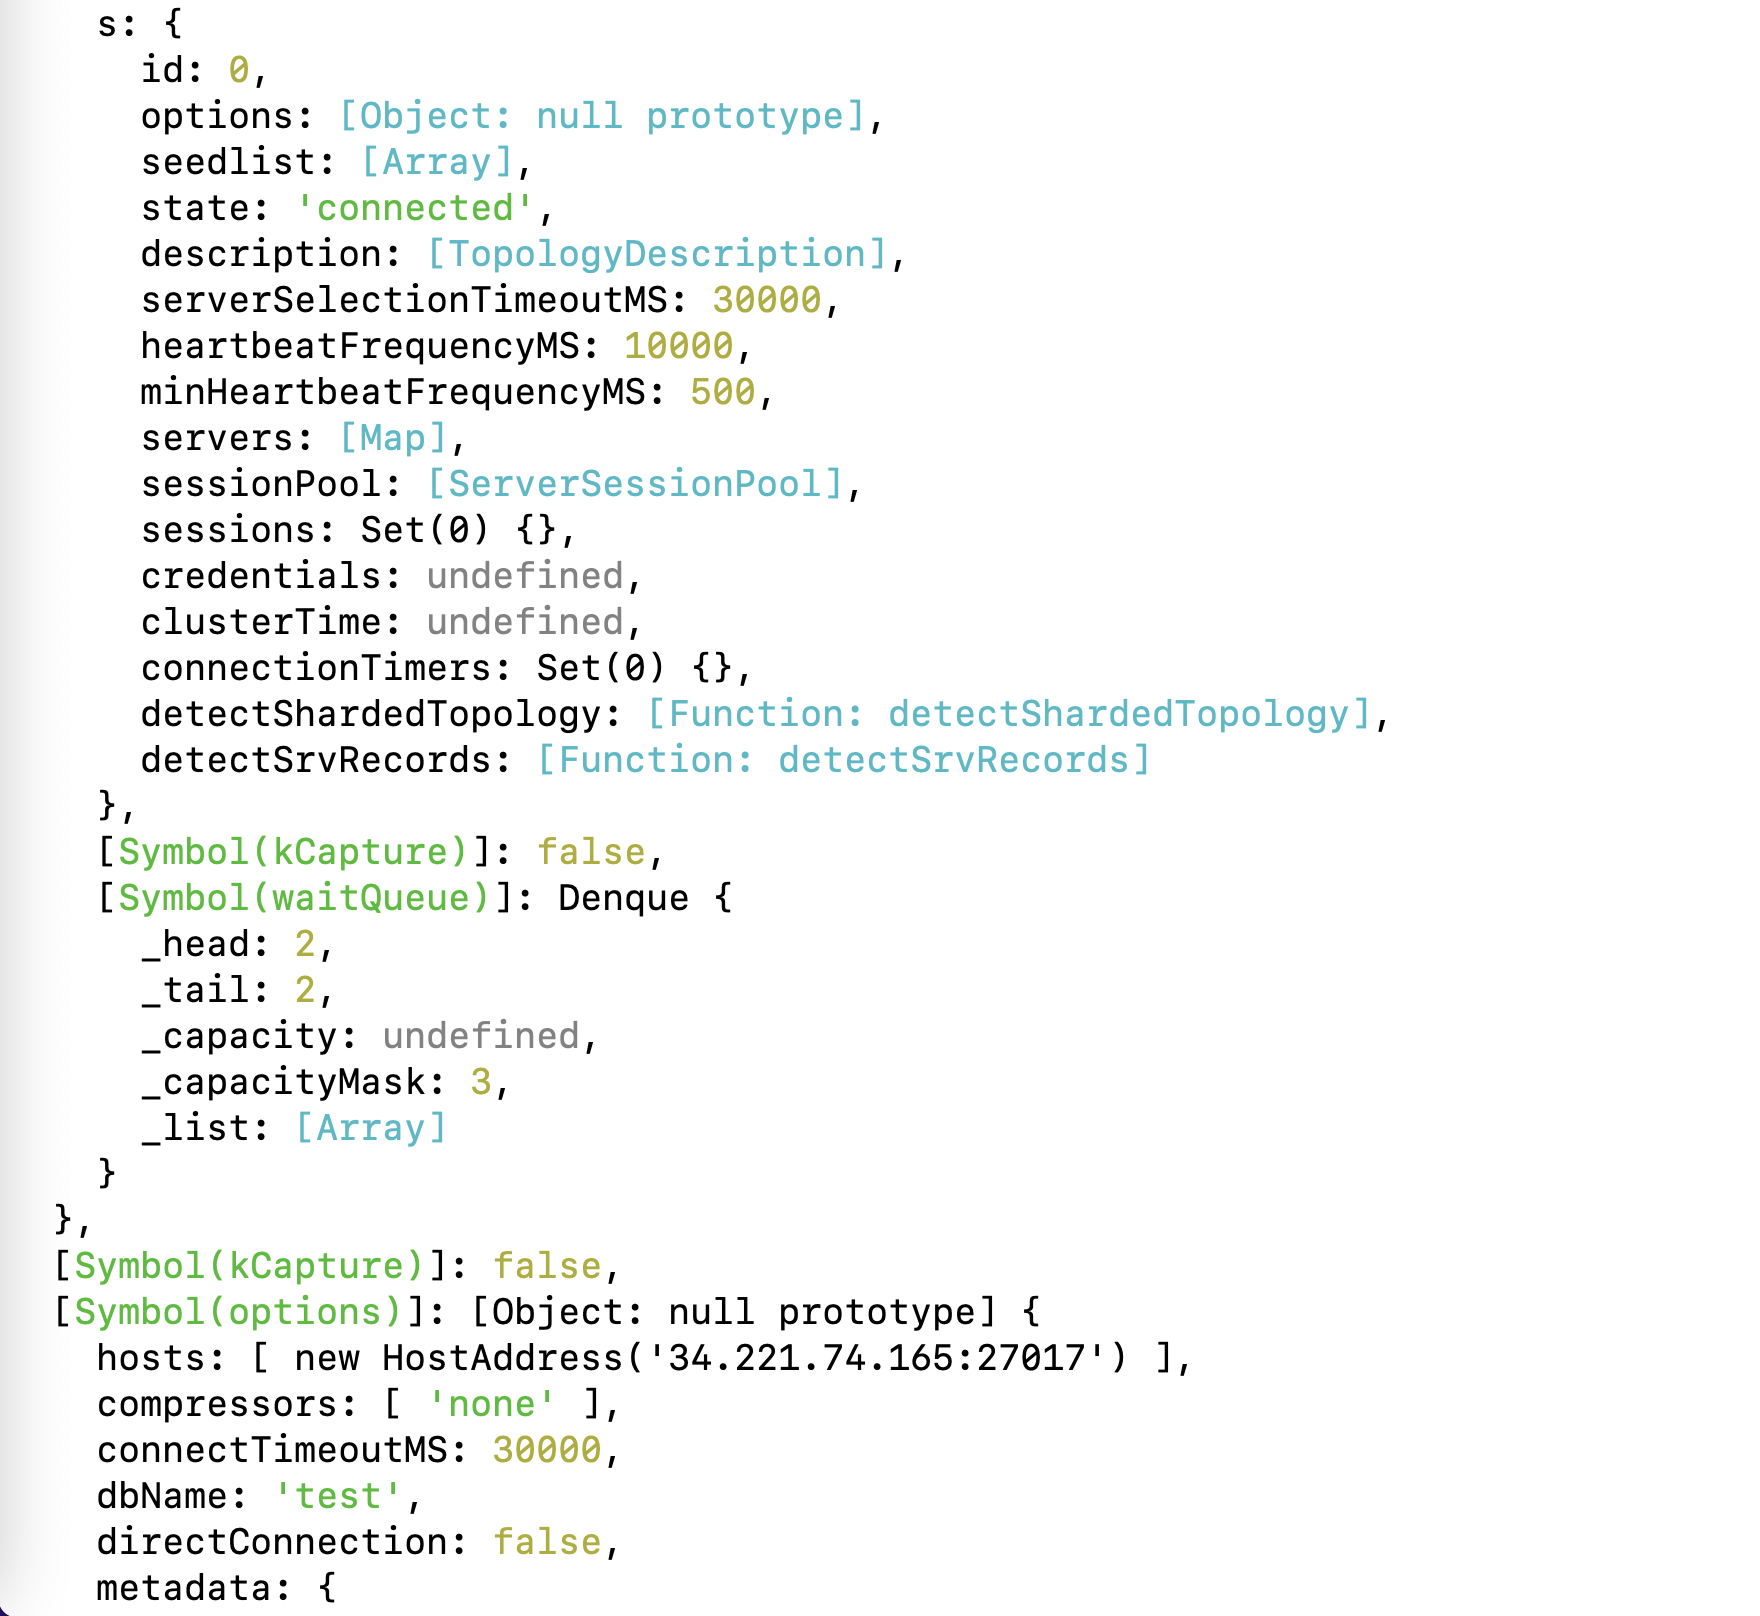 s: {
id: 0,
options: [Object: null prototype],
seedlist: [Array],
state: 'connected',
description: [TopologyDescription],
serverSelectionTimeoutMS: 30000,
heartbeatFrequencyMS: 10000,
minHeartbeatFrequencyMS: 500,
servers: [Map],
sessionPool: [ServerSessionPool],
sessions: Set(0) {},
credentials: undefined,
clusterTime: undefined,
connectionTimers: Set(0) {},
detectShardedTopology: [Function: detectShardedTopology],
detectSrvRecords: [Function: detectSrvRecords]
},
[Symbol(kCapture)]: false,
[Symbol(waitQueue)]: Denque {
_head: 2,
_tail: 2,
_capacity: undefined,
_capacityMask: 3,
_list: [Array]
}
},
[Symbol(kCapture)]: false,
[Symbol(options)]: [Object: null prototype] {
hosts: [ new HostAddress('34.221.74.165:27017') ],
compressors: [ 'none' ],
connectTimeoutMS: 30000,
dbName: 'test',
directConnection: false,
metadata: {